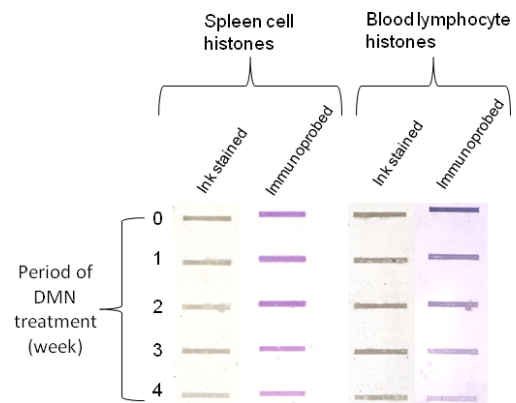 Spleen cell
histones
Blood lymphocyte
histones
Ink stained
Immunoprobed
Ink stained
Immunoprobed
Period of
DMN
treatment
(week)
0
1
2
3
4